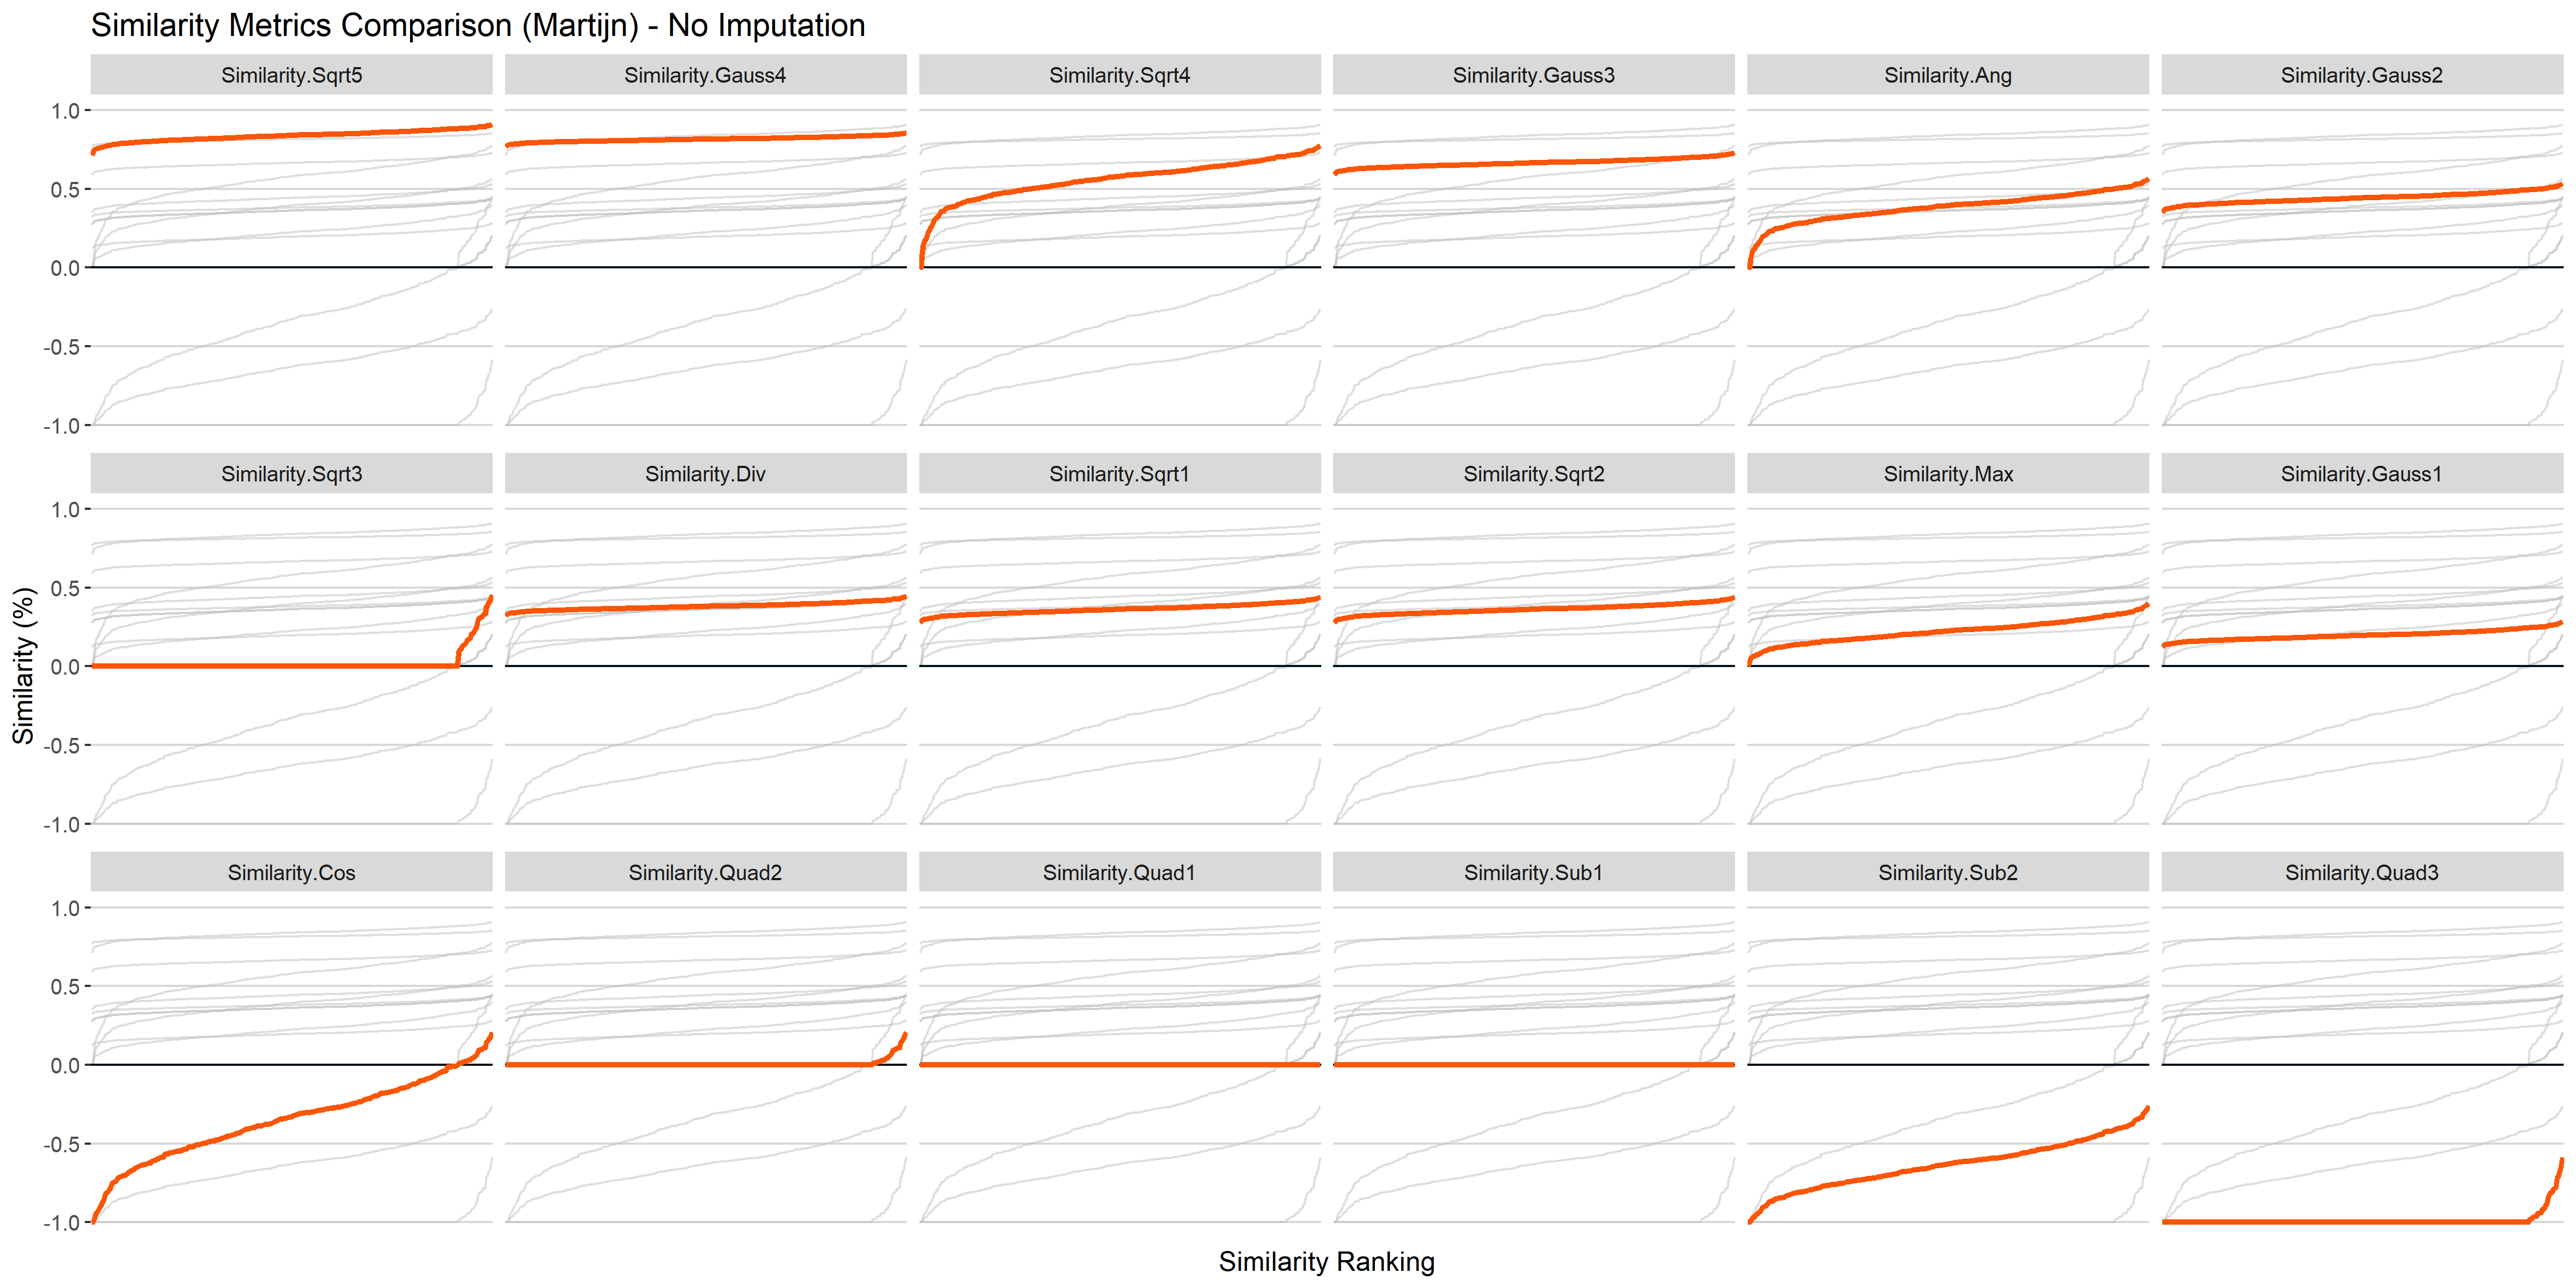 Similarity Metrics Comparison (Martijn) - No Imputation
Similarity.Sqrt5
Similarity.Gauss4
Similarity.Sqrt4
Similarity.Gauss3
Similarity.Ang
Similarity.Gauss2
1.0
0.5
0.0
-0.5
-1.0
Similarity.Sqrt3
Similarity.Div
Similarity.Sqrt1
Similarity.Sqrt2
Similarity.Max
Similarity.Gauss1
1.0
0.5
0.0
-0.5
-1.0
Similarity (%)
Similarity.Cos
Similarity.Quad2
Similarity.Quad1
Similarity.Sub1
Similarity.Sub2
Similarity.Quad3
1.0
0.5
0.0
-0.5
-1.0
Similarity Ranking